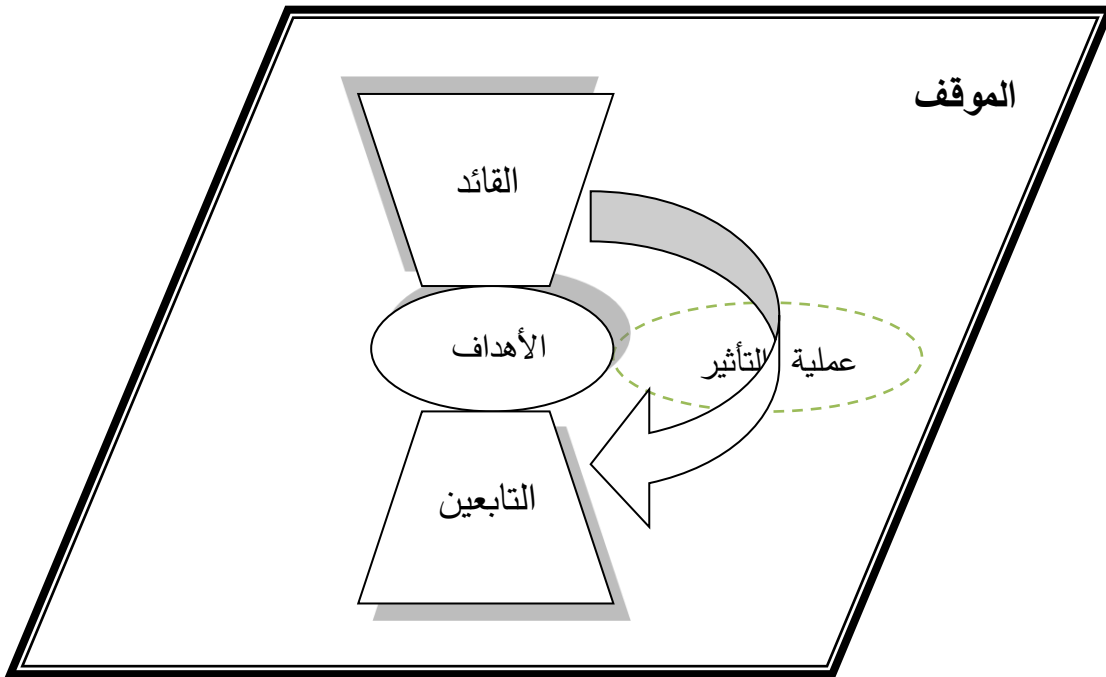 الموقف
القائد
الأهداف
عملية التأثير
التابعين